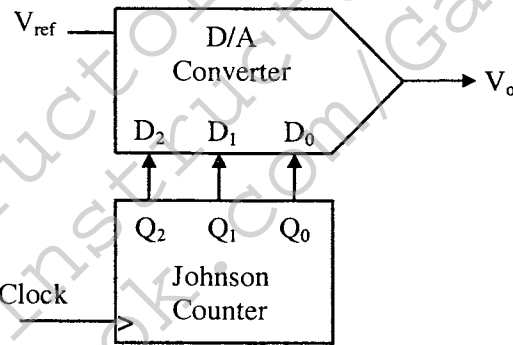 V_ref
D/A
Converter
V_o
D_2 D_1 D_0
Q_2 Q_1 Q_0
Johnson
Counter
Clock